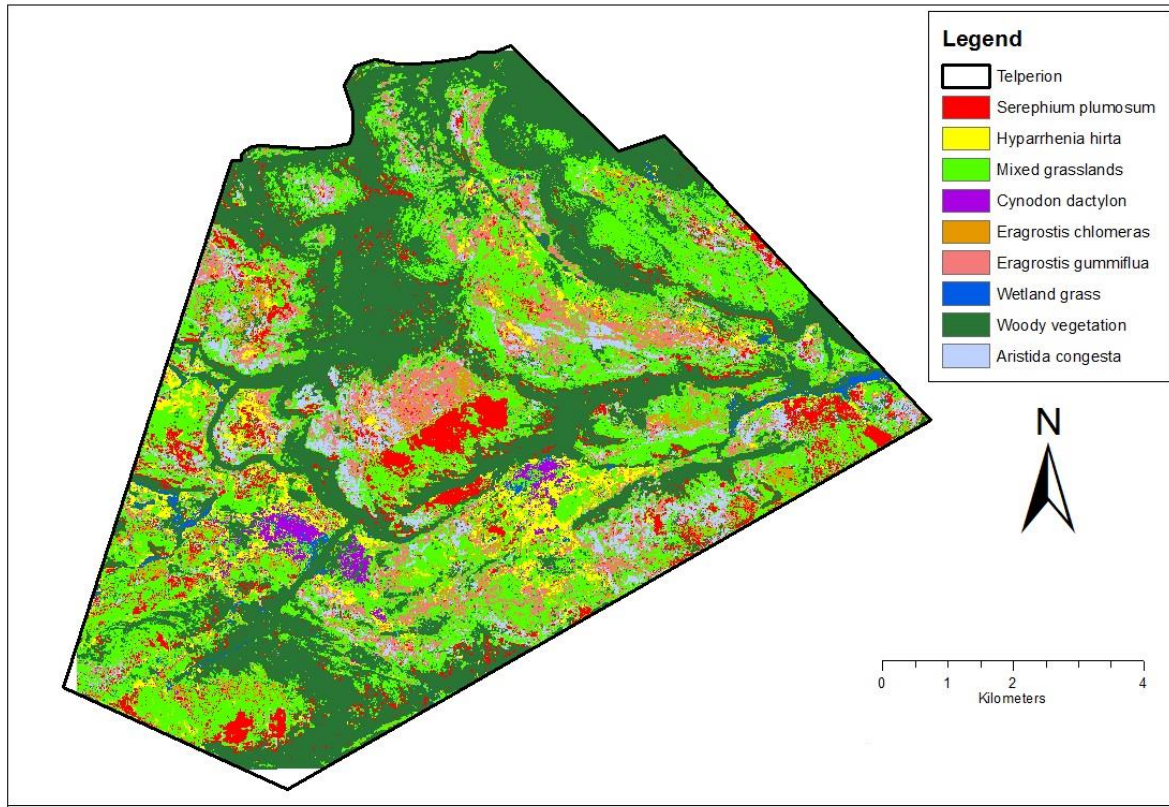 Legend
Telperion
Serephium plumosum
Hyparrhenia hirta
Mixed grasslands
Cynodon dactylon
Eragrostis chlomeras
Eragrostis gummiflua
Wetland grass
Woody vegetation
Aristida congesta
N
0 1 2 4
Kilometers